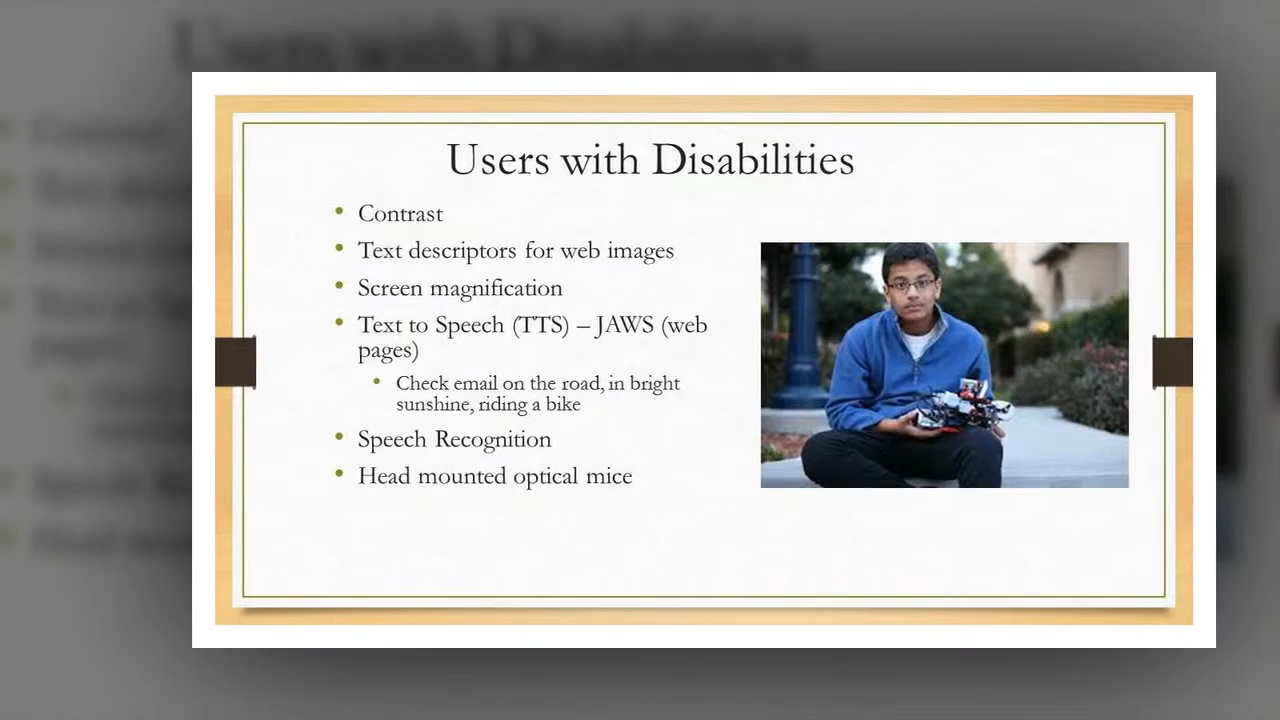 Users with Disabilities
• Contrast
• Text descriptors for web images
• Screen magnification
• Text to Speech (TTS) – JAWS (web
pages)
• Check email on the road, in bright
sunshine, riding a bike
• Speech Recognition
• Head mounted optical mice